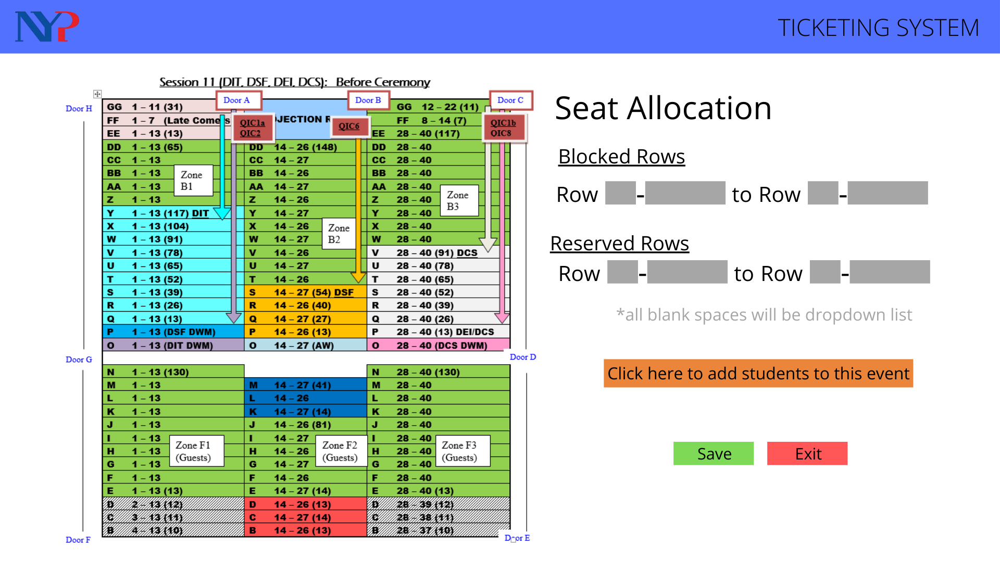 NYP
TICKETING SYSTEM
Session 11 (DIT, DSF, DEI, DCS): Before Ceremony
Door H
Door A
Door B
Door C
GG 1 – 11 (31)
GG 12 – 22 (11)
FF 1 – 7 (Late Comers
JECTION R
FF 8 – 14 (7)
QIC1a
QIC2
QIC6
QIC1b
QIC8
EE 1 – 13 (13)
EE 28 – 40 (117)
DD 1 – 13 (65)
DD 14 – 26 (148)
DD 28 – 40
CC 1 – 13
CC 14 – 27
CC 28 – 40
BB 1 – 13
BB 14 – 26
BB 28 – 40
Zone
B1
AA 1 – 13
AA 14 – 27
AA 28 – 40
Zone
B3
Z 1 – 13
Z 14 – 26
Z 28 – 40
Y 1 – 13 (117) DIT
Y 14 – 27
Y 28 – 40
X 1 – 13 (104)
X 14 – 26
X 28 – 40
Zone
B2
W 1 – 13 (91)
W 14 – 27
W 28 – 40
V 1 – 13 (78)
V 14 – 26
V 28 – 40 (91) DCS
U 1 – 13 (65)
U 14 – 27
U 28 – 40 (78)
T 1 – 13 (52)
T 14 – 26
T 28 – 40 (65)
S 1 – 13 (39)
S 14 – 27 (54) DSF
S 28 – 40 (52)
R 1 – 13 (26)
R 14 – 26 (40)
R 28 – 40 (39)
Q 1 – 13 (13)
Q 14 – 27 (27)
Q 28 – 40 (26)
P 1 – 13 (DSF DWM)
P 14 – 26 (13)
P 28 – 40 (13) DEI/DCS
O 1 – 13 (DIT DWM)
O 14 – 27 (AW)
O 28 – 40 (DCS DWM)
Door G
Door D
N 1 – 13 (130)
N 28 – 40 (130)
M 1 – 13
M 14 – 27 (41)
M 28 – 40
L 1 – 13
L 14 – 26
L 28 – 40
K 1 – 13
K 14 – 27 (14)
K 28 – 40
J 1 – 13
J 14 – 26 (81)
J 28 – 40
I 1 – 13
I 14 – 27
I 28 – 40
Zone F1
(Guests)
Zone F2
(Guests)
Zone F3
(Guests)
H 1 – 13
H 14 – 26
H 28 – 40
G 1 – 13
G 14 – 27
G 28 – 40
F 1 – 13
F 14 – 26
F 28 – 40
E 1 – 13 (13)
E 14 – 27 (14)
E 28 – 40 (13)
D 2 – 13 (12)
D 14 – 26 (13)
D 28 – 39 (12)
C 3 – 13 (11)
C 14 – 27 (14)
C 28 – 38 (11)
B 4 – 13 (10)
B 14 – 26 (13)
B 28 – 37 (10)
Door F
Door E
Seat Allocation
Blocked Rows
Row - to Row -
Reserved Rows
Row - to Row -
*all blank spaces will be dropdown list
Click here to add students to this event
Save
Exit